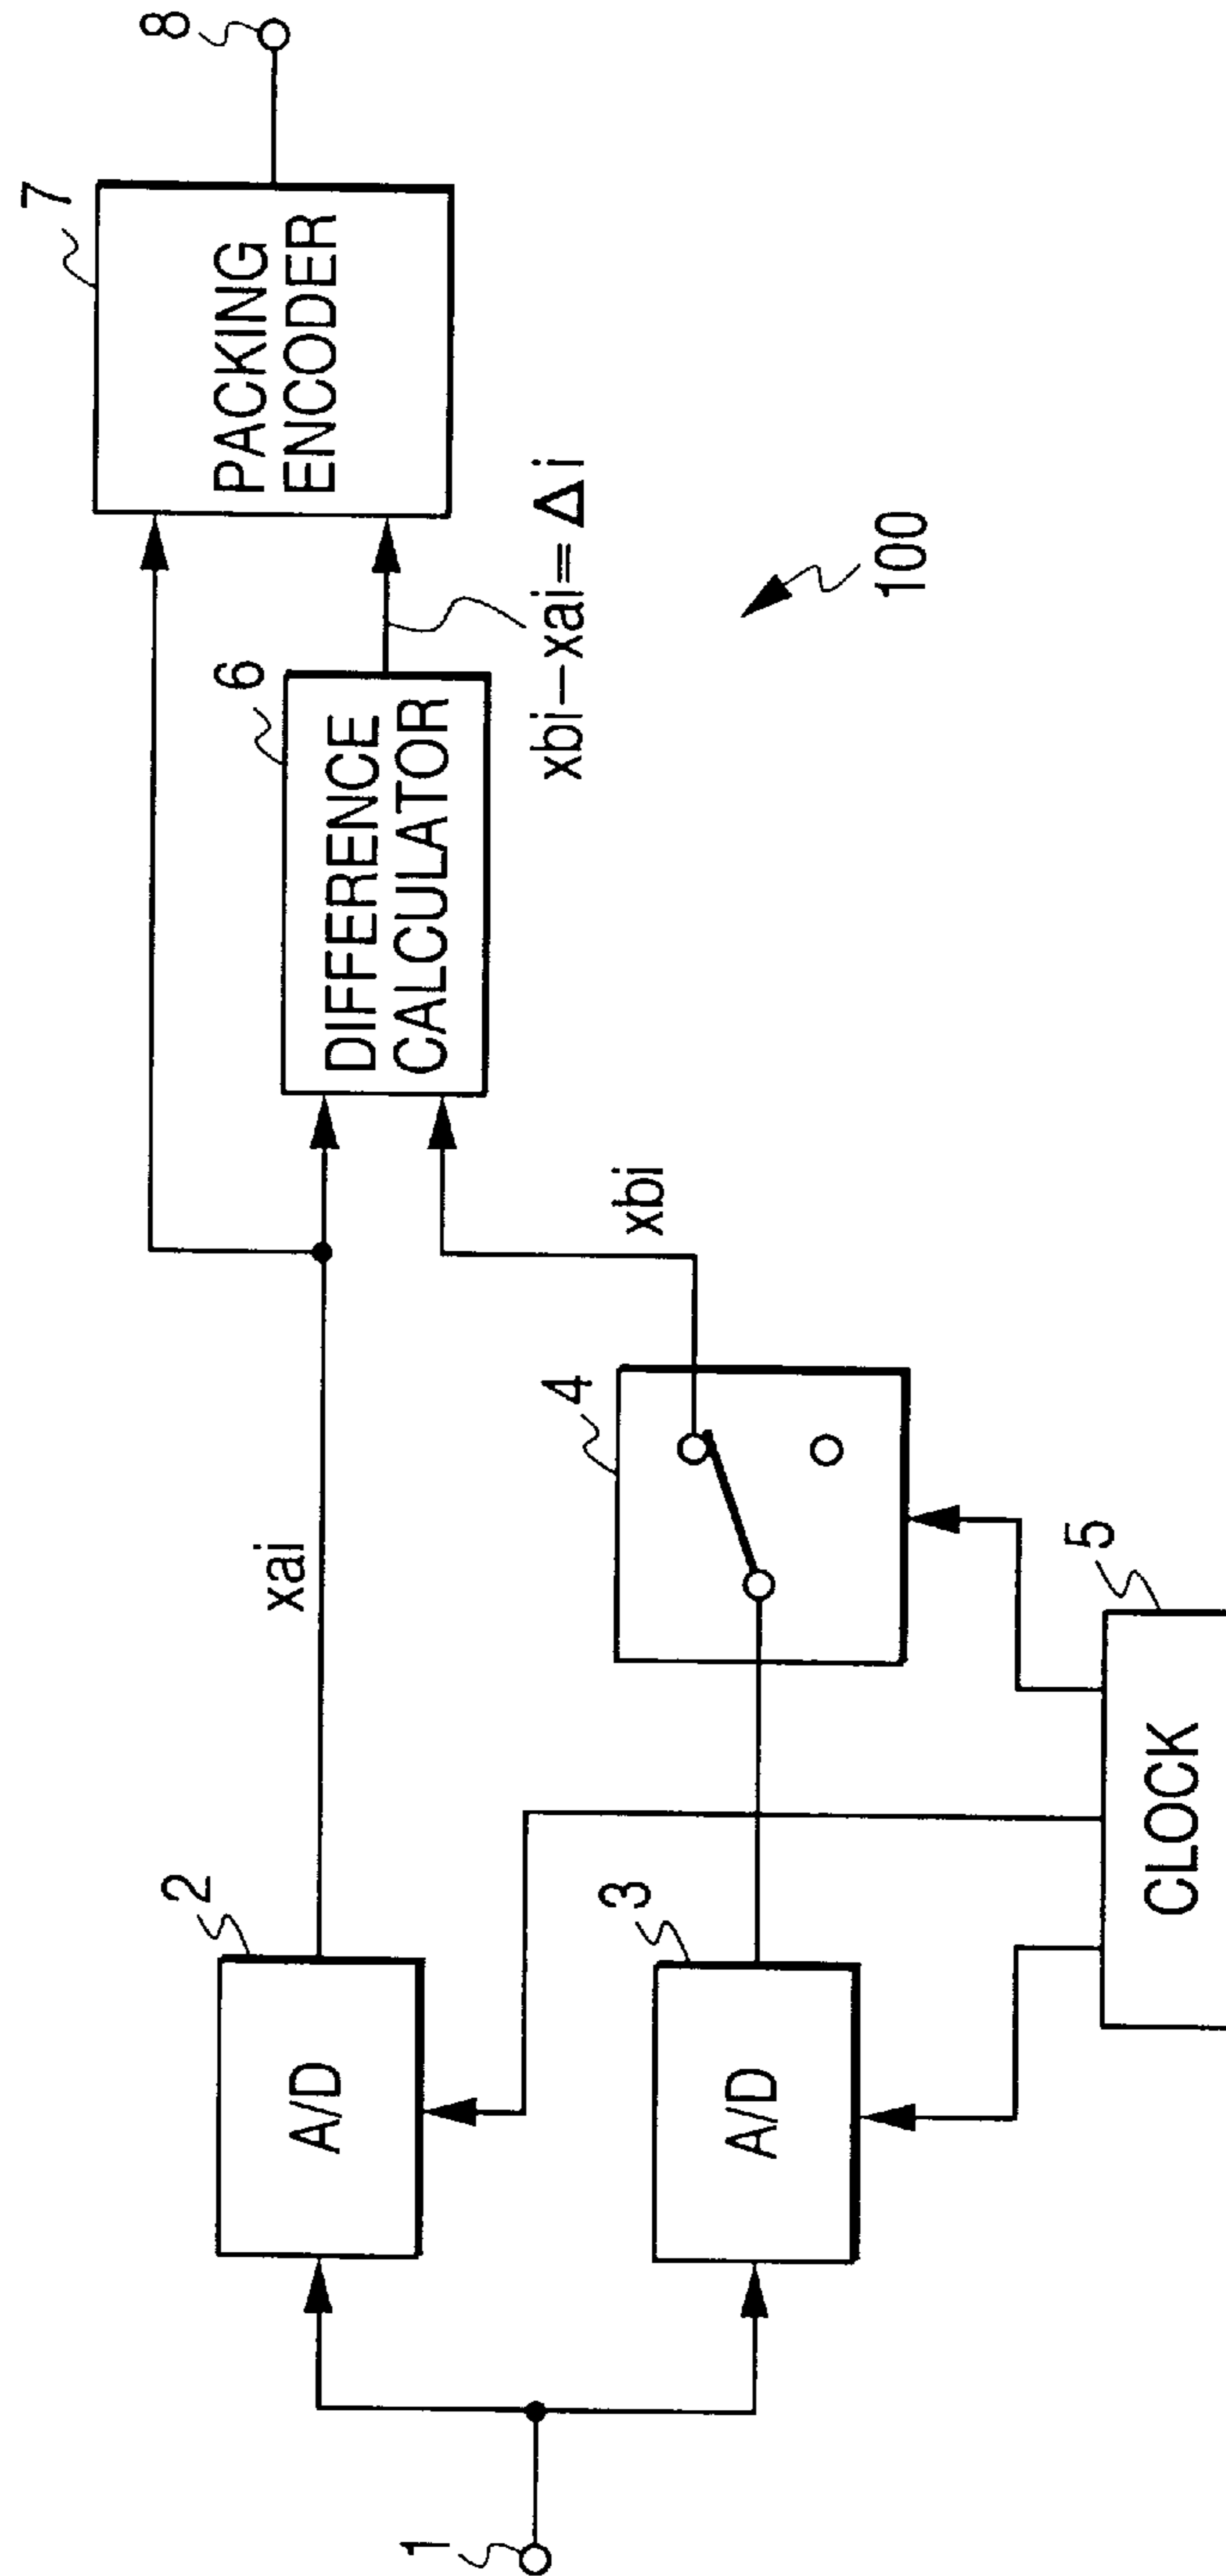 1
2
A/D
3
A/D
xai
4
xbi
5
CLOCK
6
DIFFERENCE
CALCULATOR
xbi−xai= Δi
7
PACKING
ENCODER
8
100